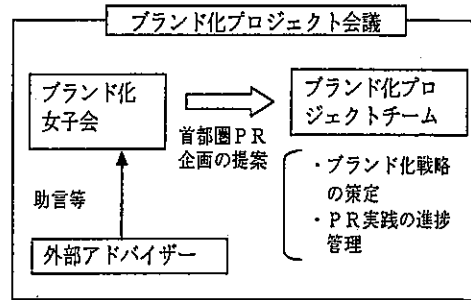 ブランド化プロジェクト会議
ブランド化
女子会
ブランド化プロ
ジェクトチーム
首都圏PR
企画の提案
・ブランド化戦略
の策定
・PR実践の進捗
管理
助言等
外部アドバイザー